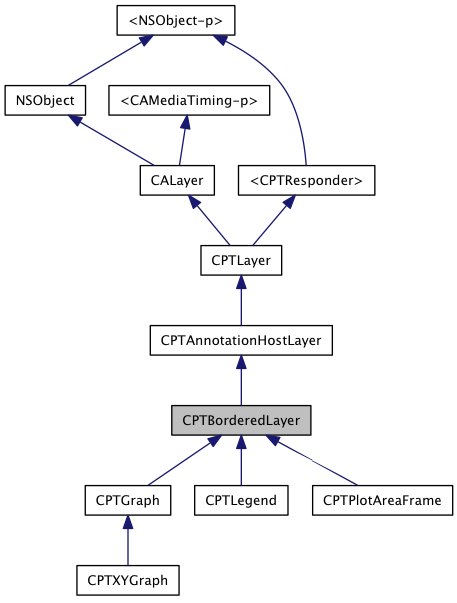 <NSObject-p>
NSObject
<CAMediaTiming-p>
CALayer
<CPTResponder>
CPTLayer
CPTAnnotationHostLayer
CPTBorderedLayer
CPTGraph
CPTLegend
CPTPlotAreaFrame
CPTXYGraph